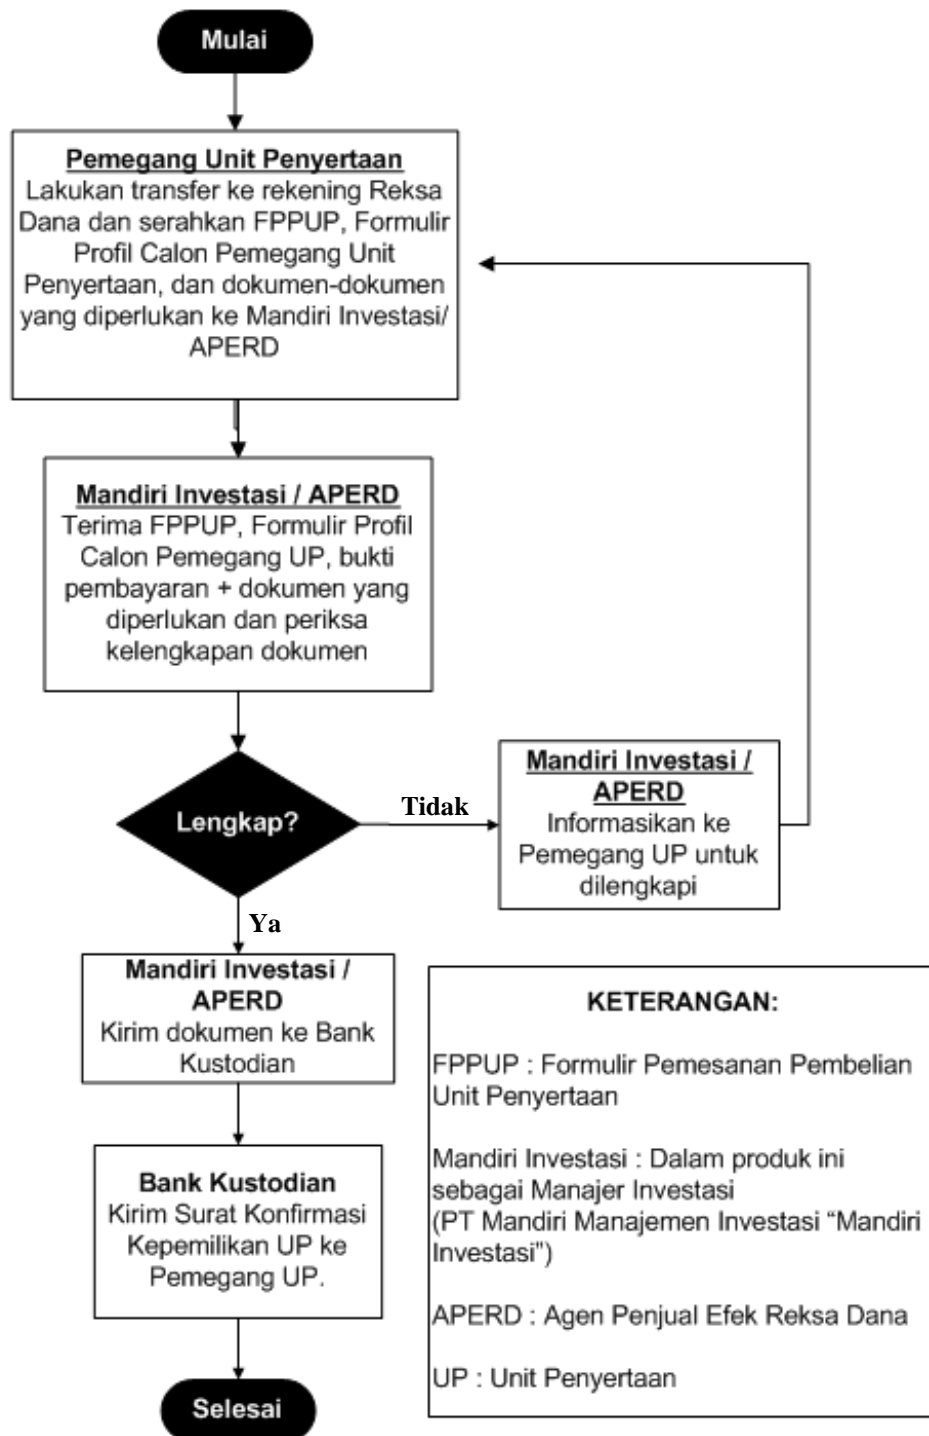 Mulai
Pemegang Unit Penyertaan
Lakukan transfer ke rekening Reksa
Dana dan serahkan FPPUP, Formulir
Profil Calon Pemegang Unit
Penyertaan, dan dokumen-dokumen
yang diperlukan ke Mandiri Investasi/
APERD
Mandiri Investasi / APERD
Terima FPPUP, Formulir Profil
Calon Pemegang UP, bukti
pembayaran + dokumen yang
diperlukan dan periksa
kelengkapan dokumen
Lengkap?
Tidak
Mandiri Investasi /
APERD
Informasikan ke
Pemegang UP untuk
dilengkapi
Ya
Mandiri Investasi /
APERD
Kirim dokumen ke Bank
Kustodian
Bank Kustodian
Kirim Surat Konfirmasi
Kepemilikan UP ke
Pemegang UP.
Selesai
KETERANGAN:
FPPUP : Formulir Pemesanan Pembelian
Unit Penyertaan
Mandiri Investasi : Dalam produk ini
sebagai Manajer Investasi
(PT Mandiri Manajemen Investasi “Mandiri
Investasi”)
APERD : Agen Penjual Efek Reksa Dana
UP : Unit Penyertaan